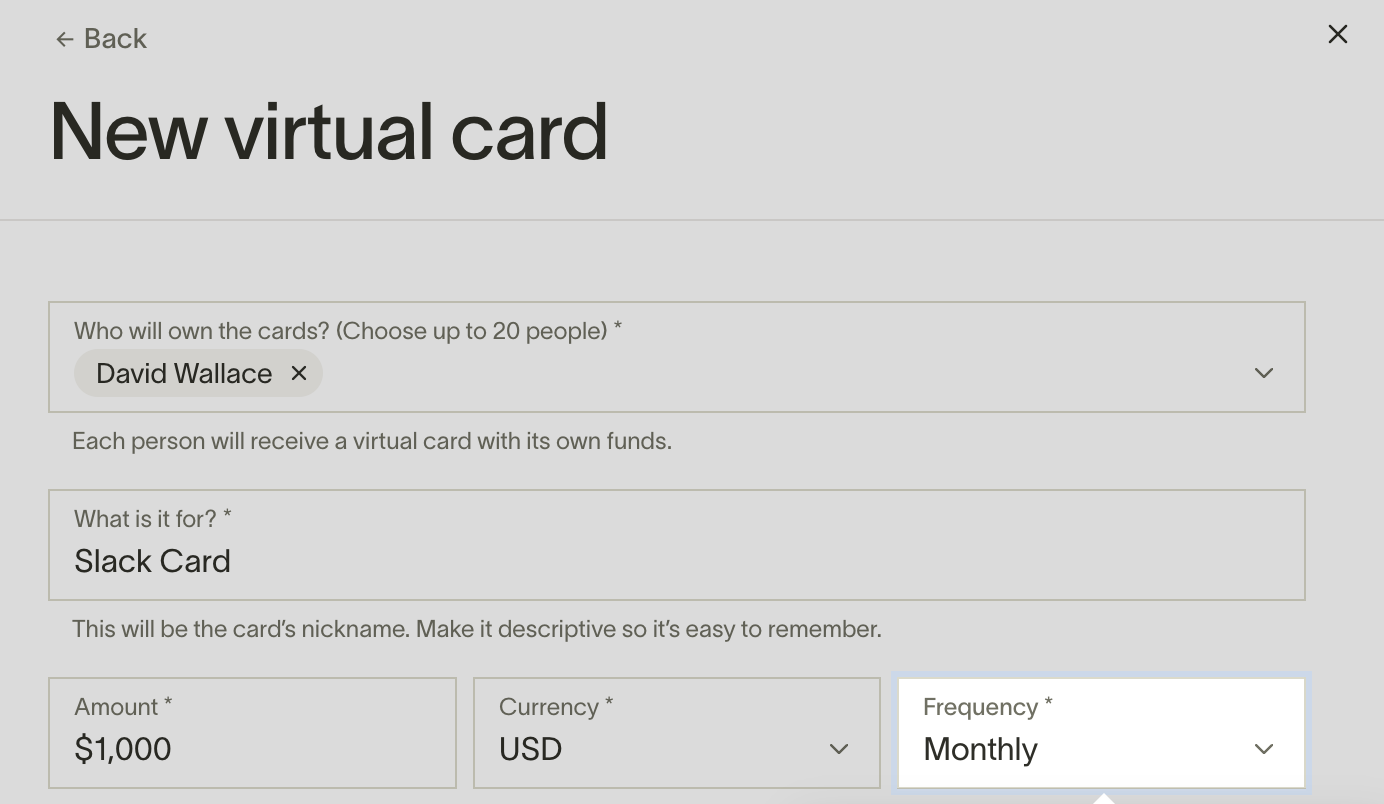 ← Back
New virtual card
Who will own the cards? (Choose up to 20 people) *
David Wallace ×
Each person will receive a virtual card with its own funds.
What is it for? *
Slack Card
This will be the card’s nickname. Make it descriptive so it’s easy to remember.
Amount * Currency * Frequency *
$1,000 USD Monthly